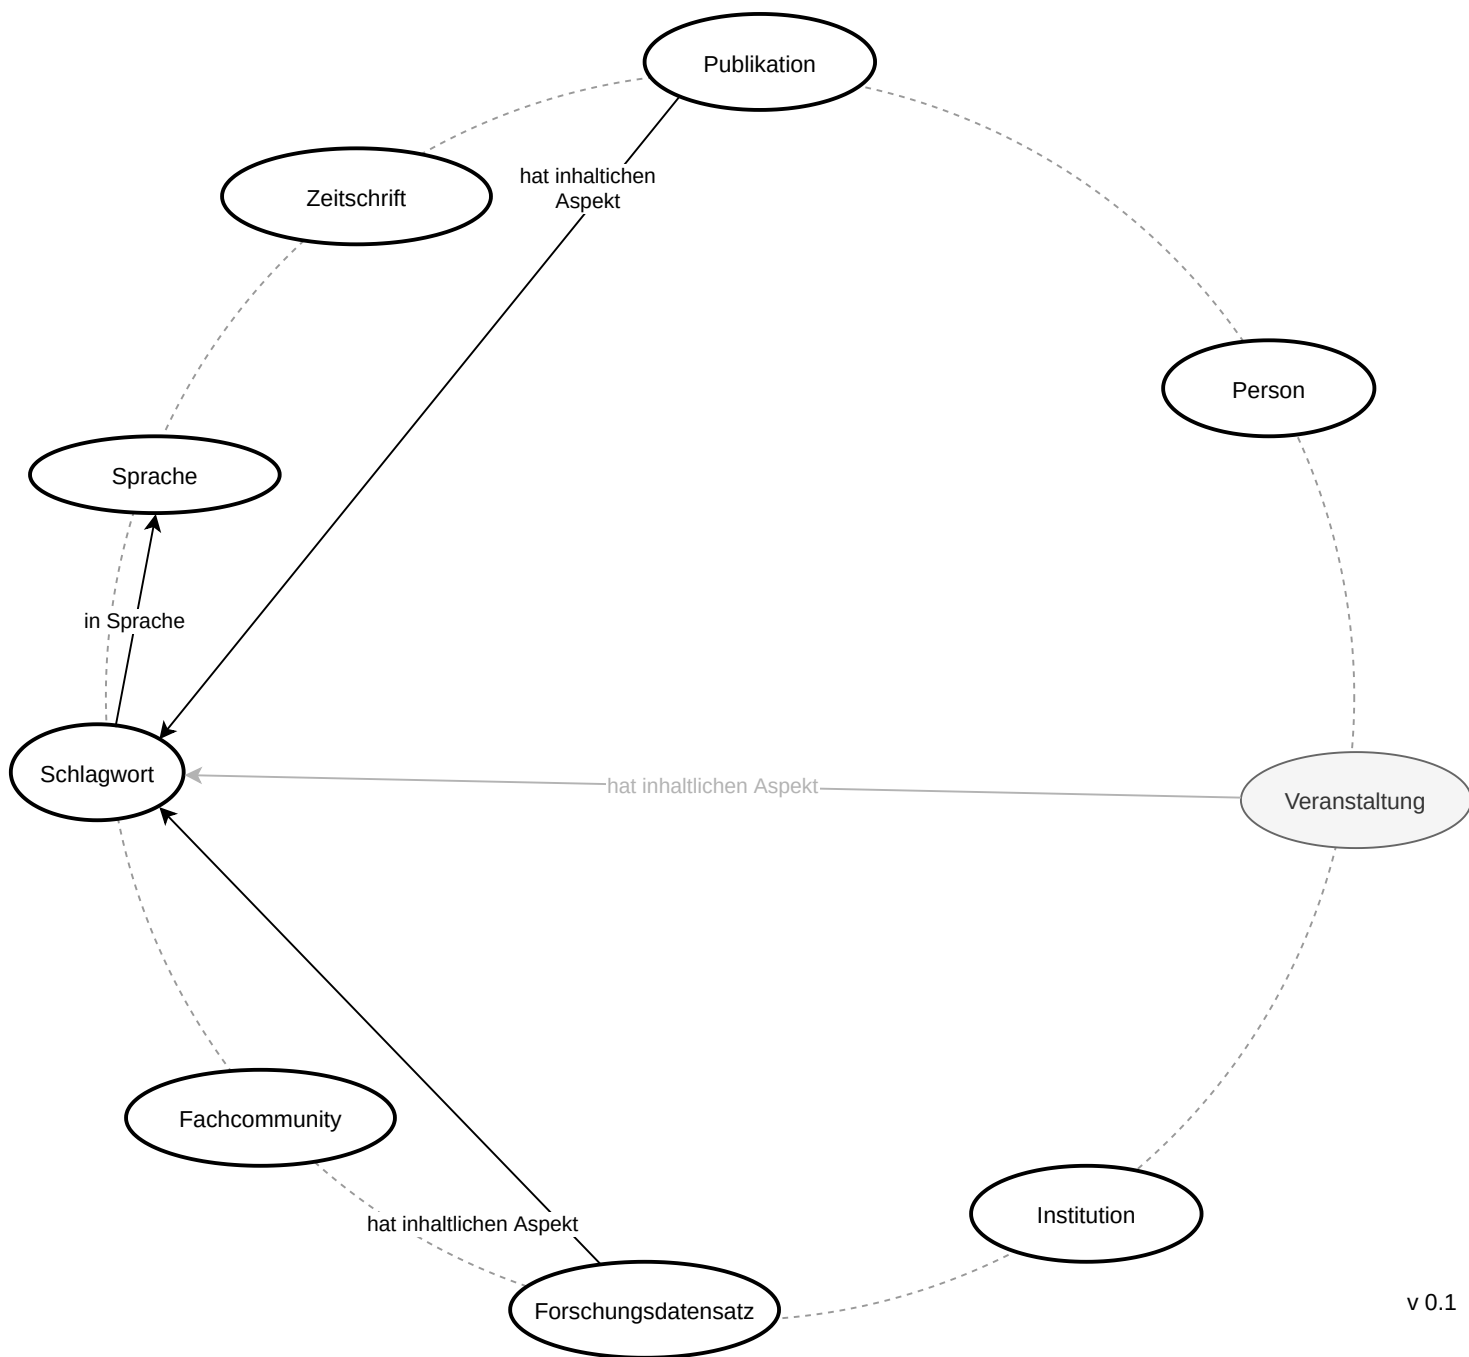 Publikation
hat inhaltichen
Aspekt
Zeitschrift
Person
Sprache
in Sprache
Schlagwort
hat inhaltlichen Aspekt
Veranstaltung
Fachcommunity
hat inhaltlichen Aspekt
Institution
Forschungsdatensatz
v 0.1